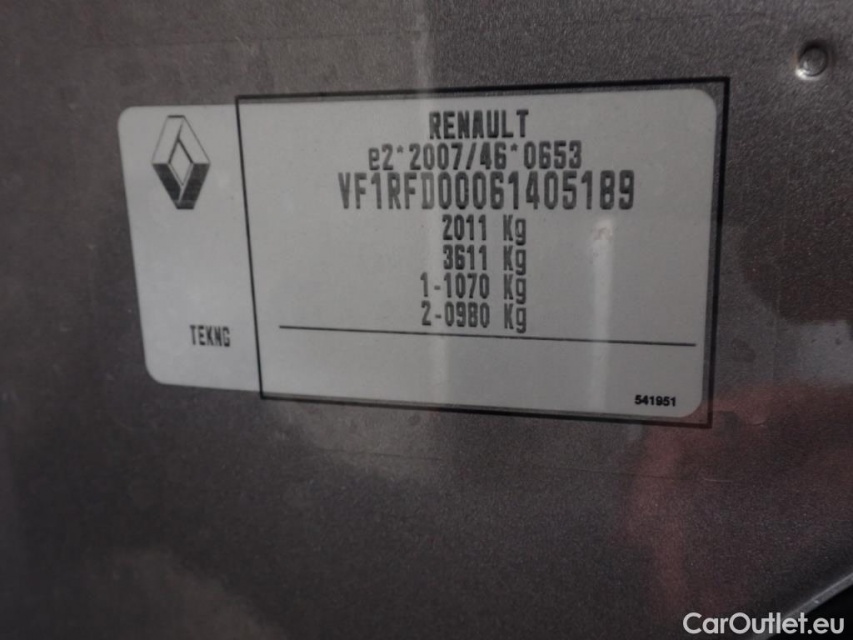 RENAULT
e2*2007/46*0653
VF1RFD00061405189
2011 Kg
3611 Kg
1-1070 Kg
2-0980 Kg
TEKNG
541951
CarOutlet.eu